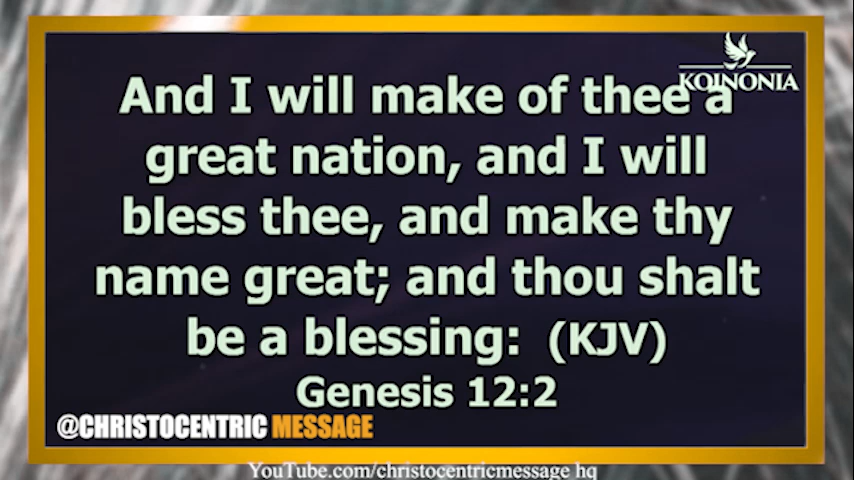 KOINONIA
And I will make of thee a
great nation, and I will
bless thee, and make thy
name great; and thou shalt
be a blessing: (KJV)
Genesis 12:2
@CHRISTOCENTRIC MESSAGE
YouTube.com/christocentricmessage hq